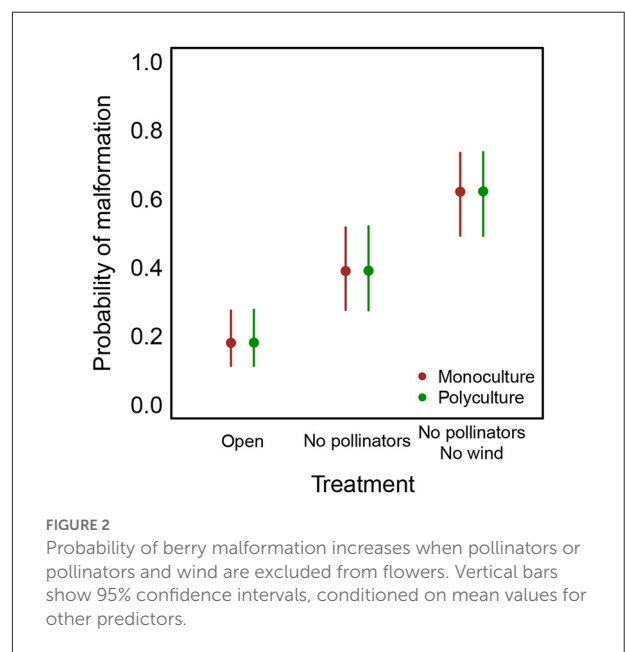 1.0
0.8
0.6
0.4
0.2
0.0
Probability of malformation
Monoculture
Polyculture
Open
No pollinators
No pollinators
No wind
Treatment
FIGURE 2
Probability of berry malformation increases when pollinators or
pollinators and wind are excluded from flowers. Vertical bars
show 95% confidence intervals, conditioned on mean values for
other predictors.